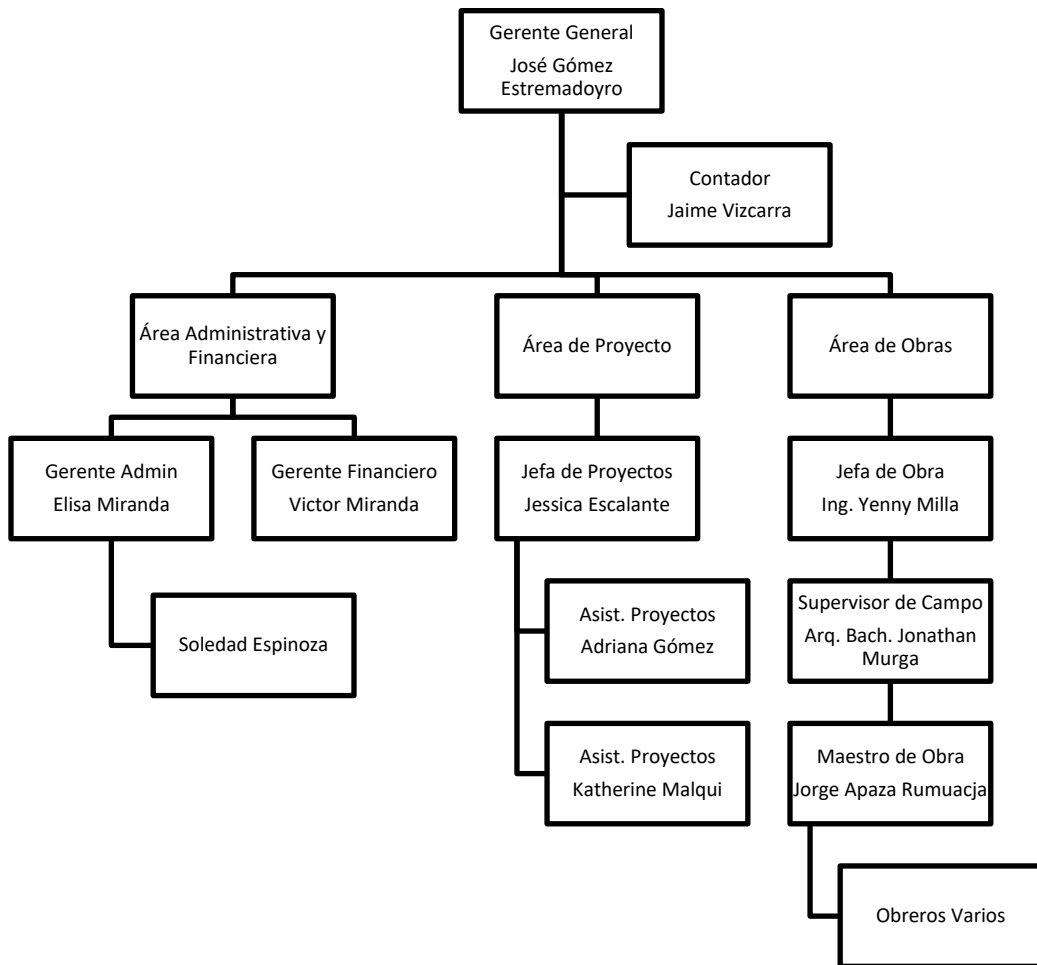 Gerente General
José Gómez
Estremadoyro
Contador
Jaime Vizcarra
Área Administrativa y
Financiera
Área de Proyecto
Área de Obras
Gerente Admin
Elisa Miranda
Gerente Financiero
Victor Miranda
Jefa de Proyectos
Jessica Escalante
Jefa de Obra
Ing. Yenny Milla
Soledad Espinoza
Asist. Proyectos
Adriana Gómez
Supervisor de Campo
Arq. Bach. Jonathan
Murga
Asist. Proyectos
Katherine Malqui
Maestro de Obra
Jorge Apaza Rumuacja
Obreros Varios